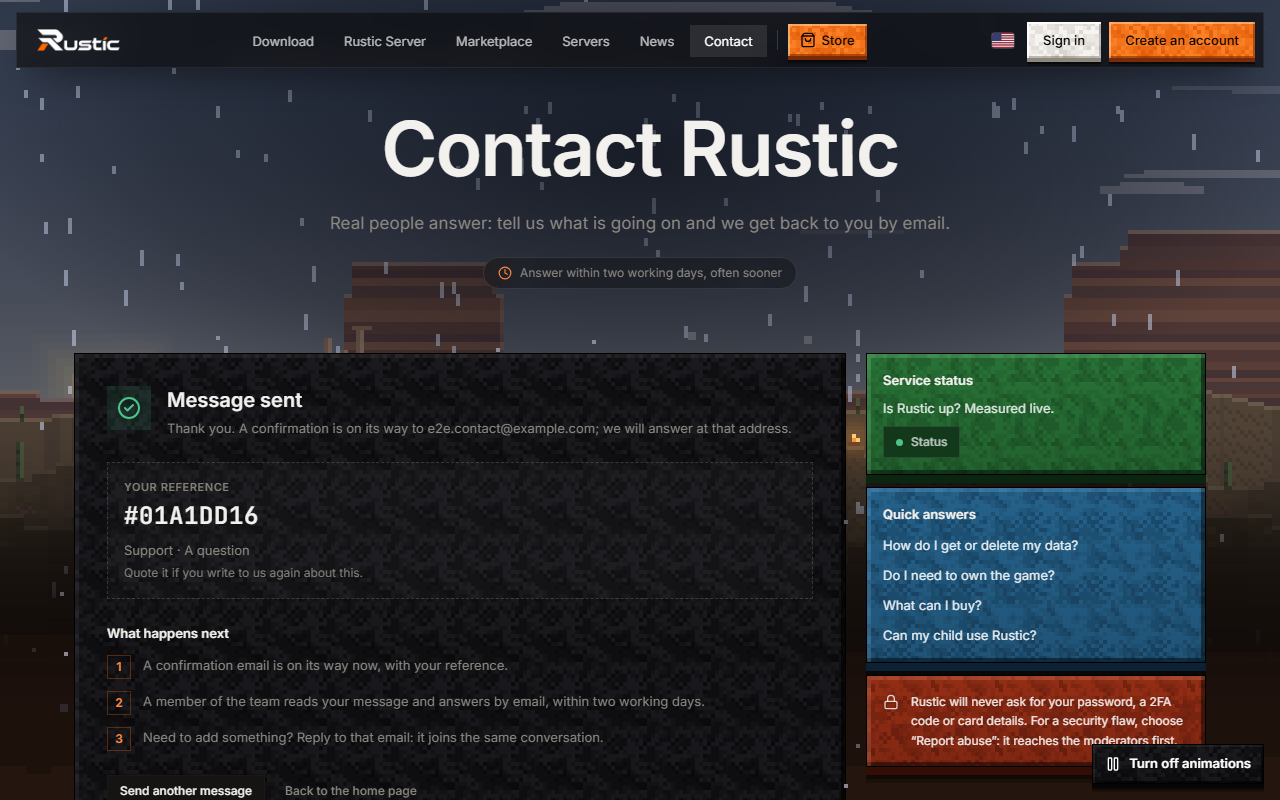 Rustic
Download
Rustic Server
Marketplace
Servers
News
Contact
Store
Sign in
Create an account
Contact Rustic
Real people answer: tell us what is going on and we get back to you by email.
Answer within two working days, often sooner
Message sent
Thank you. A confirmation is on its way to e2e.contact@example.com; we will answer at that address.
YOUR REFERENCE
#01A1DD16
Support · A question
Quote it if you write to us again about this.
What happens next
1 A confirmation email is on its way now, with your reference.
2 A member of the team reads your message and answers by email, within two working days.
3 Need to add something? Reply to that email: it joins the same conversation.
Send another message
Back to the home page
Service status
Is Rustic up? Measured live.
Status
Quick answers
How do I get or delete my data?
Do I need to own the game?
What can I buy?
Can my child use Rustic?
Rustic will never ask for your password, a 2FA
code or card details. For a security flaw, choose
“Report abuse”: it reaches the moderators first.
Turn off animations